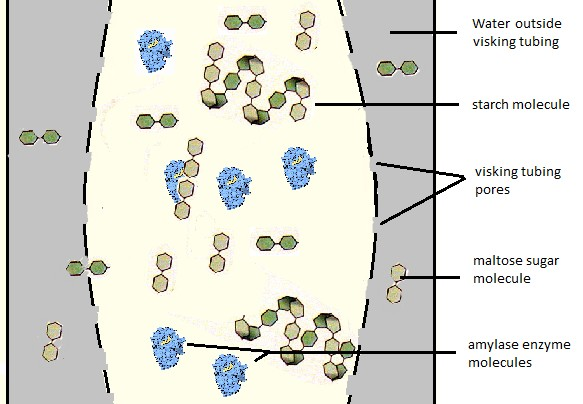 Water outside
visking tubing
starch molecule
visking tubing
pores
maltose sugar
molecule
amylase enzyme
molecules